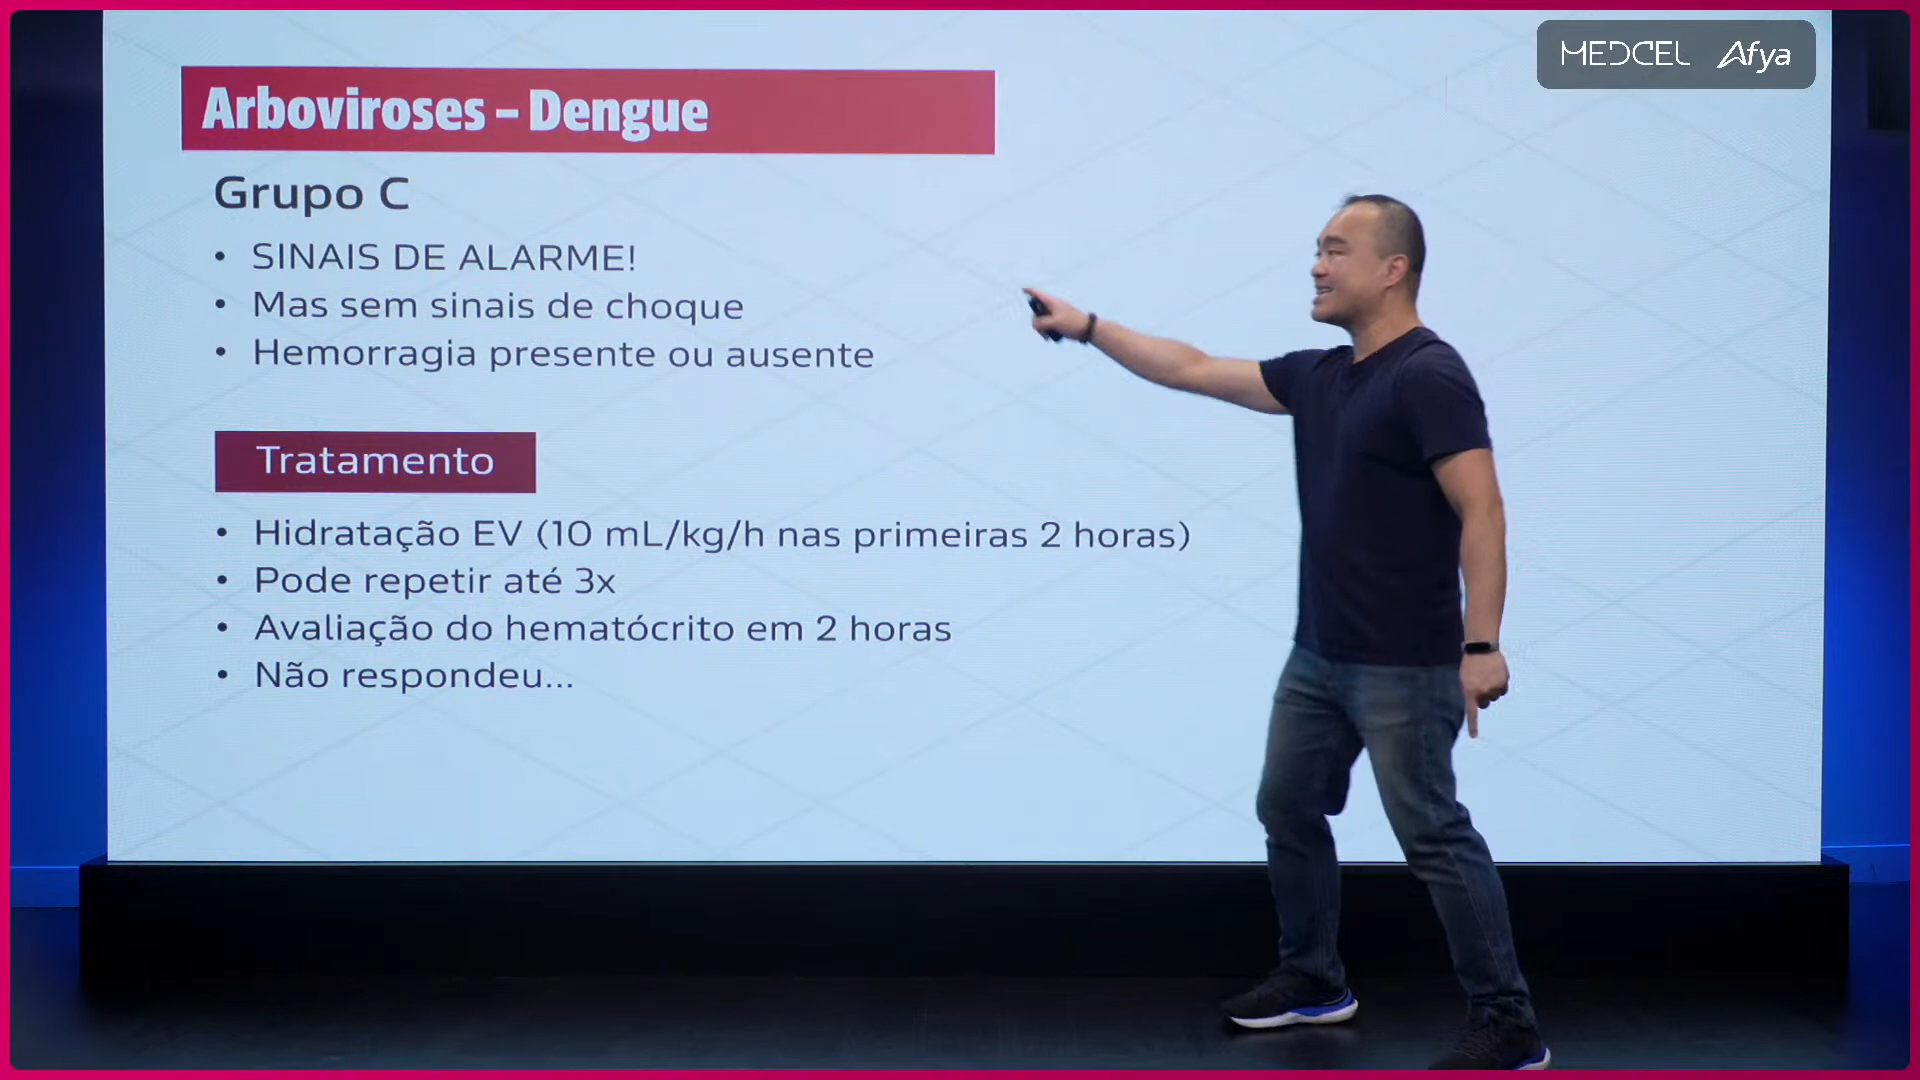 MEDCEL Afya
Arboviroses – Dengue
Grupo C
• SINAIS DE ALARME!
• Mas sem sinais de choque
• Hemorragia presente ou ausente
Tratamento
• Hidratação EV (10 mL/kg/h nas primeiras 2 horas)
• Pode repetir até 3x
• Avaliação do hematócrito em 2 horas
• Não respondeu...